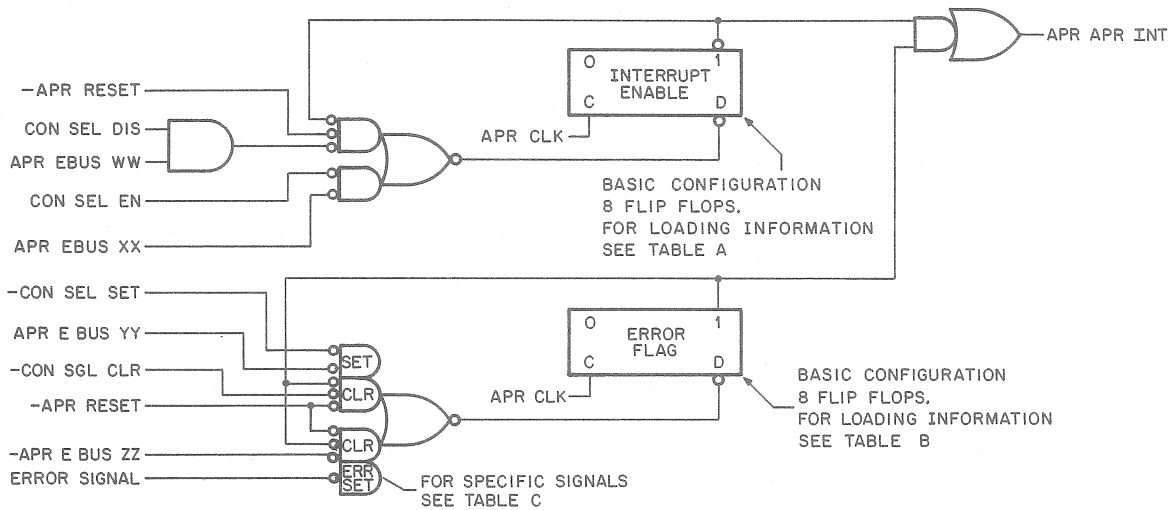 APR APR INT
O 1
INTERRUPT
ENABLE
C D
-APR RESET
CON SEL DIS
APR EBUS WW
APR CLK
CON SEL EN
APR EBUS XX
BASIC CONFIGURATION
8 FLIP FLOPS.
FOR LOADING INFORMATION
SEE TABLE A
-CON SEL SET
APR E BUS YY
-CON SGL CLR
-APR RESET
-APR E BUS ZZ
ERROR SIGNAL
SET
CLR
CLR
ERR
SET
O 1
ERROR
FLAG
C D
APR CLK
BASIC CONFIGURATION
8 FLIP FLOPS.
FOR LOADING INFORMATION
SEE TABLE B
FOR SPECIFIC SIGNALS
SEE TABLE C